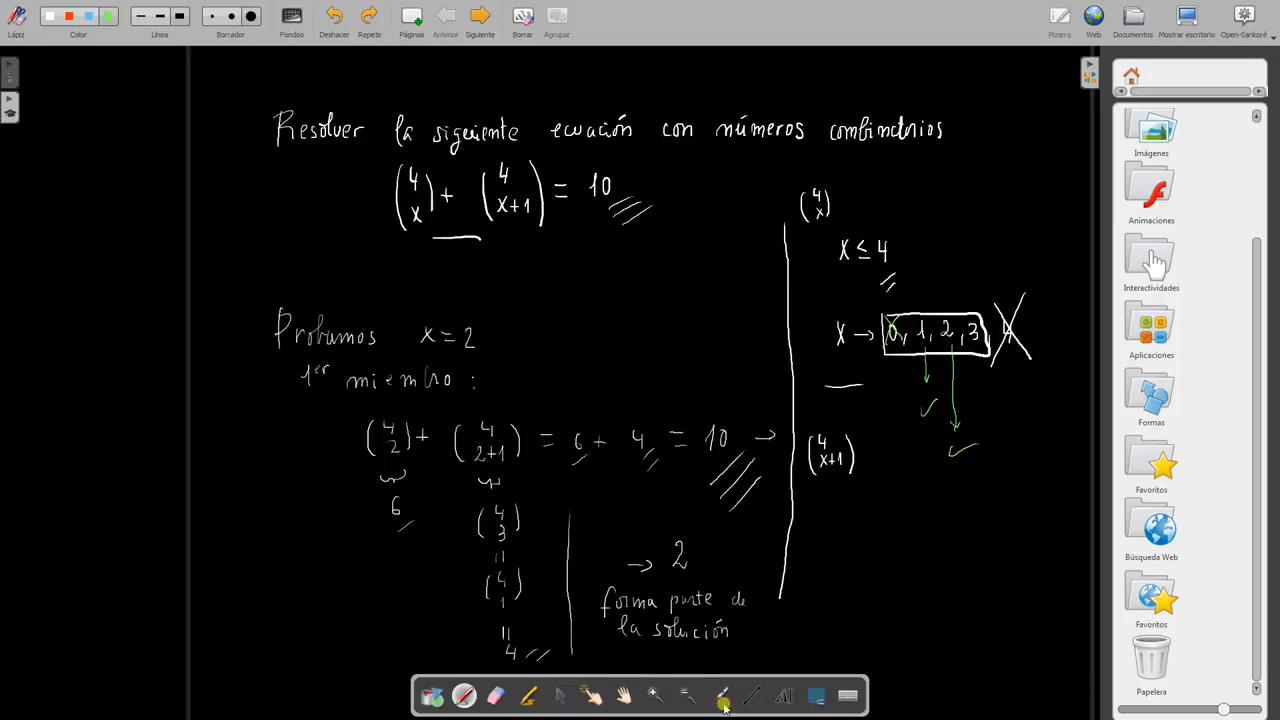 Lápiz Color Línea Borrador Fondos Deshacer Repetir Páginas Anterior Siguiente Borrar Agrupar Pizarra Web Documentos Mostrar escritorio Open-Sankoré
Resolver la siguiente ecuación con números combinatorios
(4 x) + (4 x+1) = 10
Probamos x = 2
1er miembro :
(4 2) + (4 2+1) = 6 + 4 = 10 →
6
(4 3)
=
(4 1)
=
4
→ 2
forma parte de
la solución
(4 x)
x ≤ 4
x → 0, 1, 2, 3, 4
(4 x+1)
Imágenes
Animaciones
Interactividades
Aplicaciones
Formas
Favoritos
Búsqueda Web
Favoritos
Papelera